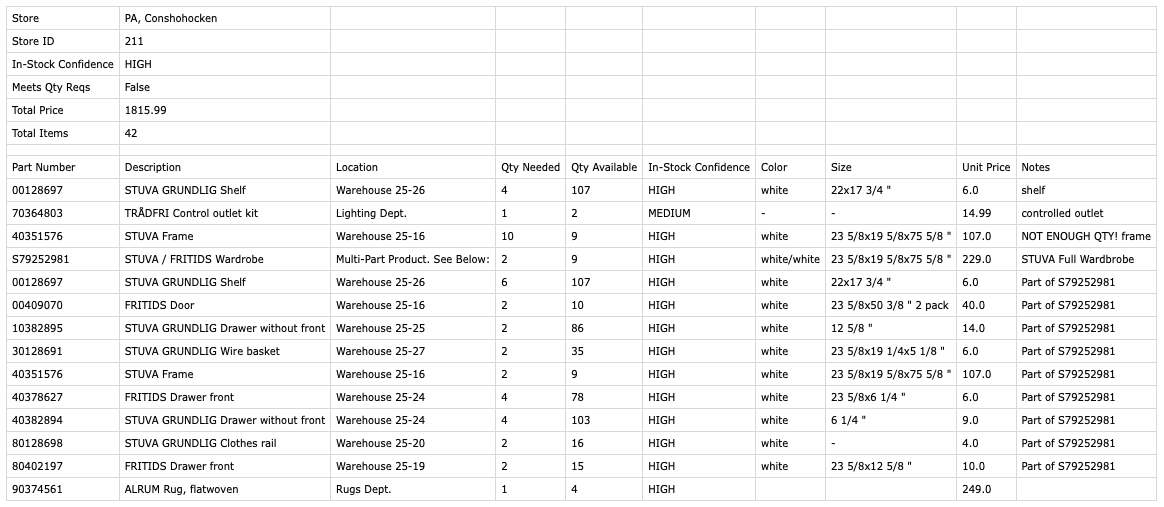 Store PA, Conshohocken
Store ID 211
In-Stock Confidence HIGH
Meets Qty Reqs False
Total Price 1815.99
Total Items 42
Part Number Description Location Qty Needed Qty Available In-Stock Confidence Color Size Unit Price Notes
00128697 STUVA GRUNDLIG Shelf Warehouse 25-26 4 107 HIGH white 22x17 3/4 " 6.0 shelf
70364803 TRÅDFRI Control outlet kit Lighting Dept. 1 2 MEDIUM - - 14.99 controlled outlet
40351576 STUVA Frame Warehouse 25-16 10 9 HIGH white 23 5/8x19 5/8x75 5/8 " 107.0 NOT ENOUGH QTY! frame
S79252981 STUVA / FRITIDS Wardrobe Multi-Part Product. See Below: 2 9 HIGH white/white 23 5/8x19 5/8x75 5/8 " 229.0 STUVA Full Wardbrobe
00128697 STUVA GRUNDLIG Shelf Warehouse 25-26 6 107 HIGH white 22x17 3/4 " 6.0 Part of S79252981
00409070 FRITIDS Door Warehouse 25-16 2 10 HIGH white 23 5/8x50 3/8 " 2 pack 40.0 Part of S79252981
10382895 STUVA GRUNDLIG Drawer without front Warehouse 25-25 2 86 HIGH white 12 5/8 " 14.0 Part of S79252981
30128691 STUVA GRUNDLIG Wire basket Warehouse 25-27 2 35 HIGH white 23 5/8x19 1/4x5 1/8 " 6.0 Part of S79252981
40351576 STUVA Frame Warehouse 25-16 2 9 HIGH white 23 5/8x19 5/8x75 5/8 " 107.0 Part of S79252981
40378627 FRITIDS Drawer front Warehouse 25-24 4 78 HIGH white 23 5/8x6 1/4 " 6.0 Part of S79252981
40382894 STUVA GRUNDLIG Drawer without front Warehouse 25-24 4 103 HIGH white 6 1/4 " 9.0 Part of S79252981
80128698 STUVA GRUNDLIG Clothes rail Warehouse 25-20 2 16 HIGH white - 4.0 Part of S79252981
80402197 FRITIDS Drawer front Warehouse 25-19 2 15 HIGH white 23 5/8x12 5/8 " 10.0 Part of S79252981
90374561 ALRUM Rug, flatwoven Rugs Dept. 1 4 HIGH 249.0